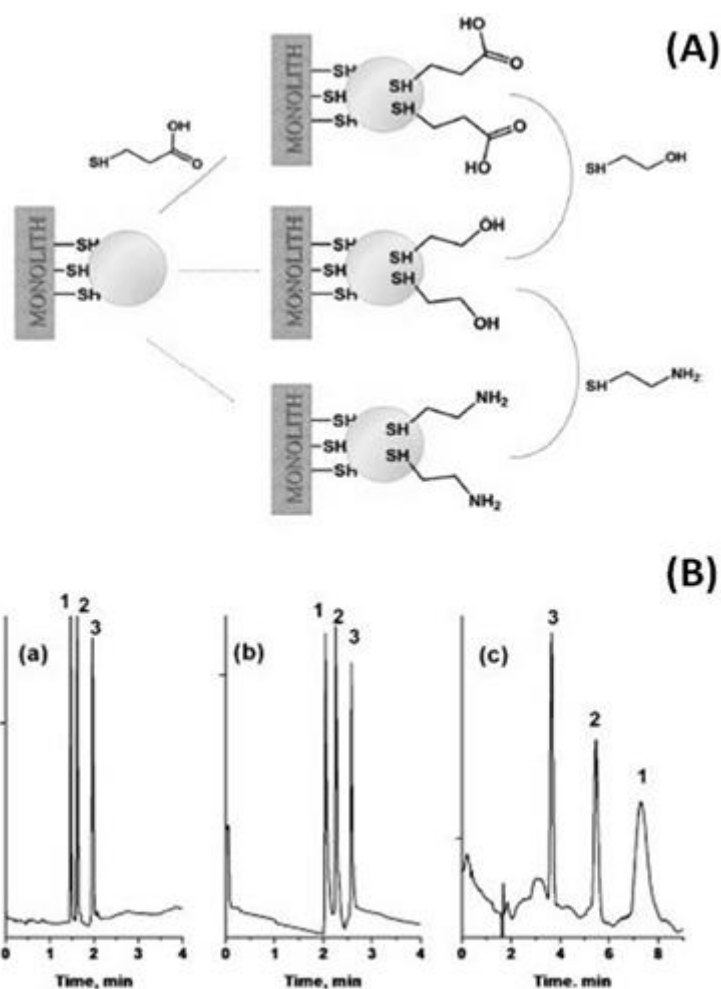 (A)
HO
O
SH
SH
O
HO
MONOLITH
SH
SH
Sh
OH
O
SH
SH
OH
MONOLITH
SH
SH
Sh
MONOLITH
SH
SH
Sh
OH
SH
SH
OH
SH
NH2
MONOLITH
SH
SH
Sh
NH2
SH
SH
NH2
(B)
(a)
1
2
3
0
1
2
3
4
Time, min
(b)
1
2
3
0
1
2
3
4
Time, min
(c)
3
2
1
0
2
4
6
8
Time. min